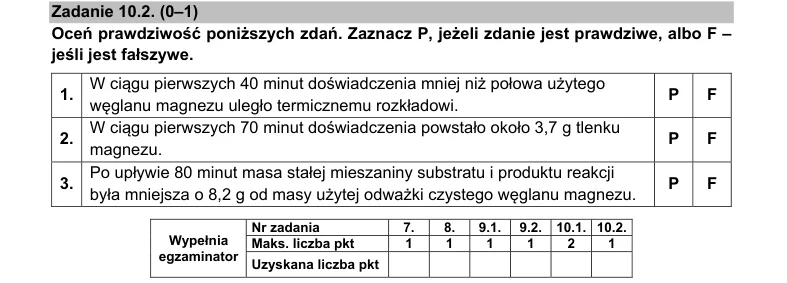 Zadanie 10.2. (0–1)
Oceń prawdziwość poniższych zdań. Zaznacz P, jeżeli zdanie jest prawdziwe, albo F –
jeśli jest fałszywe.
1. W ciągu pierwszych 40 minut doświadczenia mniej niż połowa użytego
węglanu magnezu uległo termicznemu rozkładowi. P F
2. W ciągu pierwszych 70 minut doświadczenia powstało około 3,7 g tlenku
magnezu. P F
3. Po upływie 80 minut masa stałej mieszaniny substratu i produktu reakcji
była mniejsza o 8,2 g od masy użytej odważki czystego węglanu magnezu. P F
Wypełnia
egzaminator
Nr zadania 7. 8. 9.1. 9.2. 10.1. 10.2.
Maks. liczba pkt 1 1 1 1 2 1
Uzyskana liczba pkt